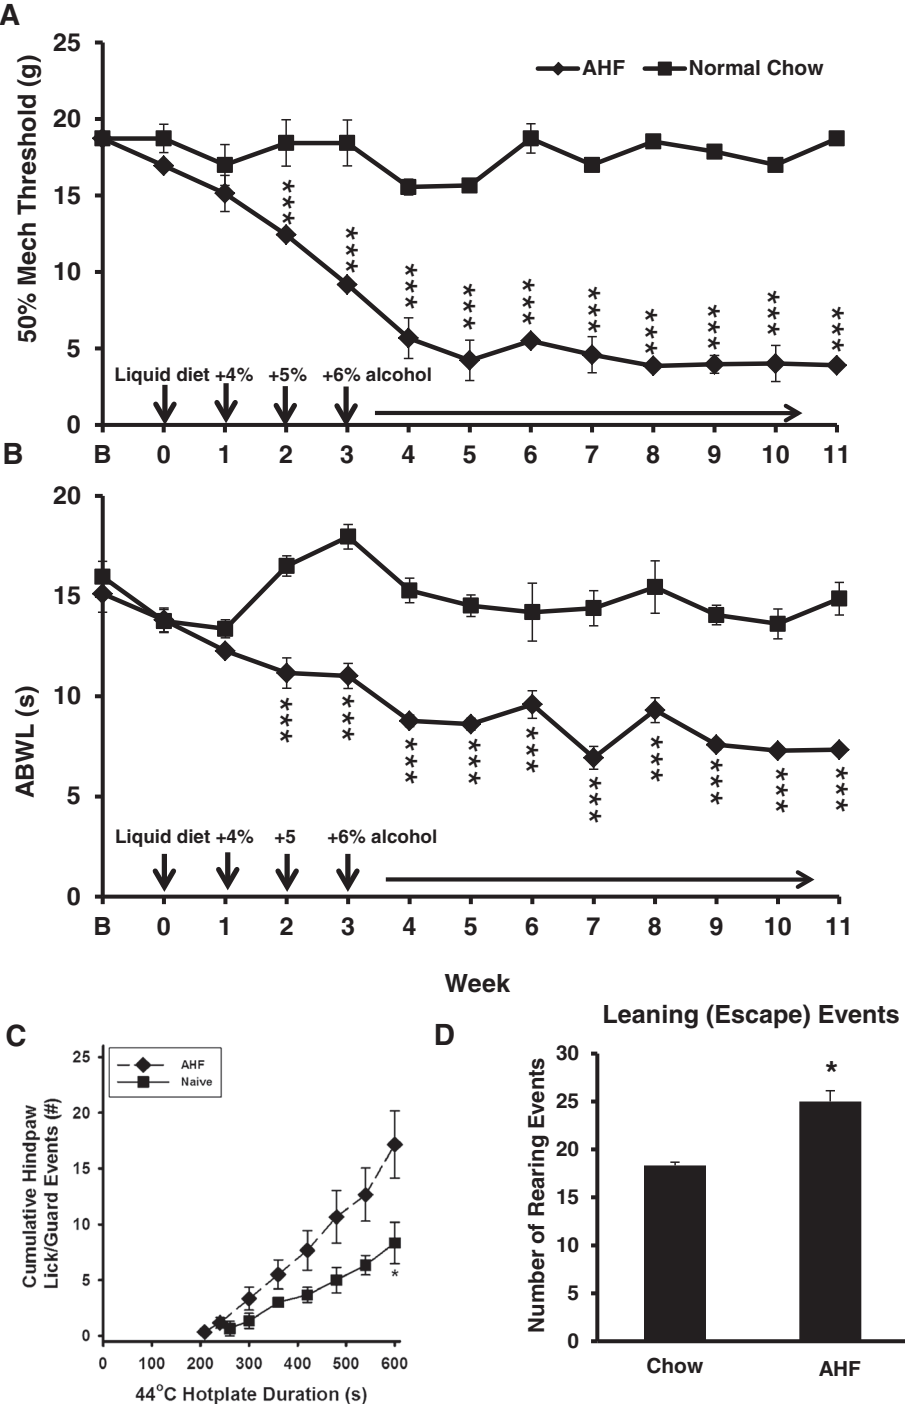 A
50% Mech Threshold (g)
25
20
15
10
5
0
AHF Normal Chow
***
***
***
***
***
***
***
***
***
***
Liquid diet +4% +5% +6% alcohol
B 0 1 2 3 4 5 6 7 8 9 10 11
B
ABWL (s)
20
15
10
5
0
***
***
***
***
***
***
***
***
***
***
Liquid diet +4% +5 +6% alcohol
B 0 1 2 3 4 5 6 7 8 9 10 11
Week
C
Cumulative Hindpaw
Lick/Guard Events (#)
25
20
15
10
5
0
AHF
Naive
*
0 100 200 300 400 500 600
44°C Hotplate Duration (s)
D
Leaning (Escape) Events
Number of Rearing Events
30
25
20
15
10
5
0
*
Chow AHF